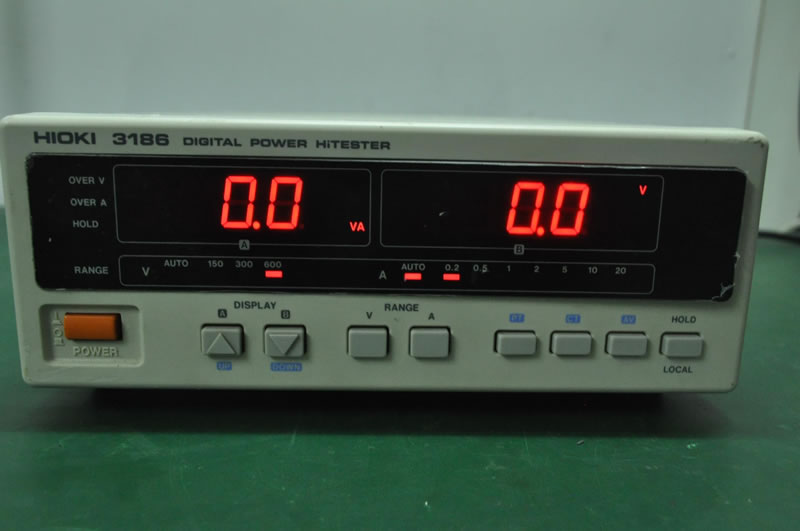 HIOKI 3186 DIGITAL POWER HiTESTER
OVER V
OVER A
HOLD
0.0 VA
A
0.0 V
B
RANGE V AUTO 150 300 600
A AUTO 0.2 0.5 1 2 5 10 20
POWER
DISPLAY
A B
UP DOWN
RANGE
V A
PT CT AV HOLD
LOCAL